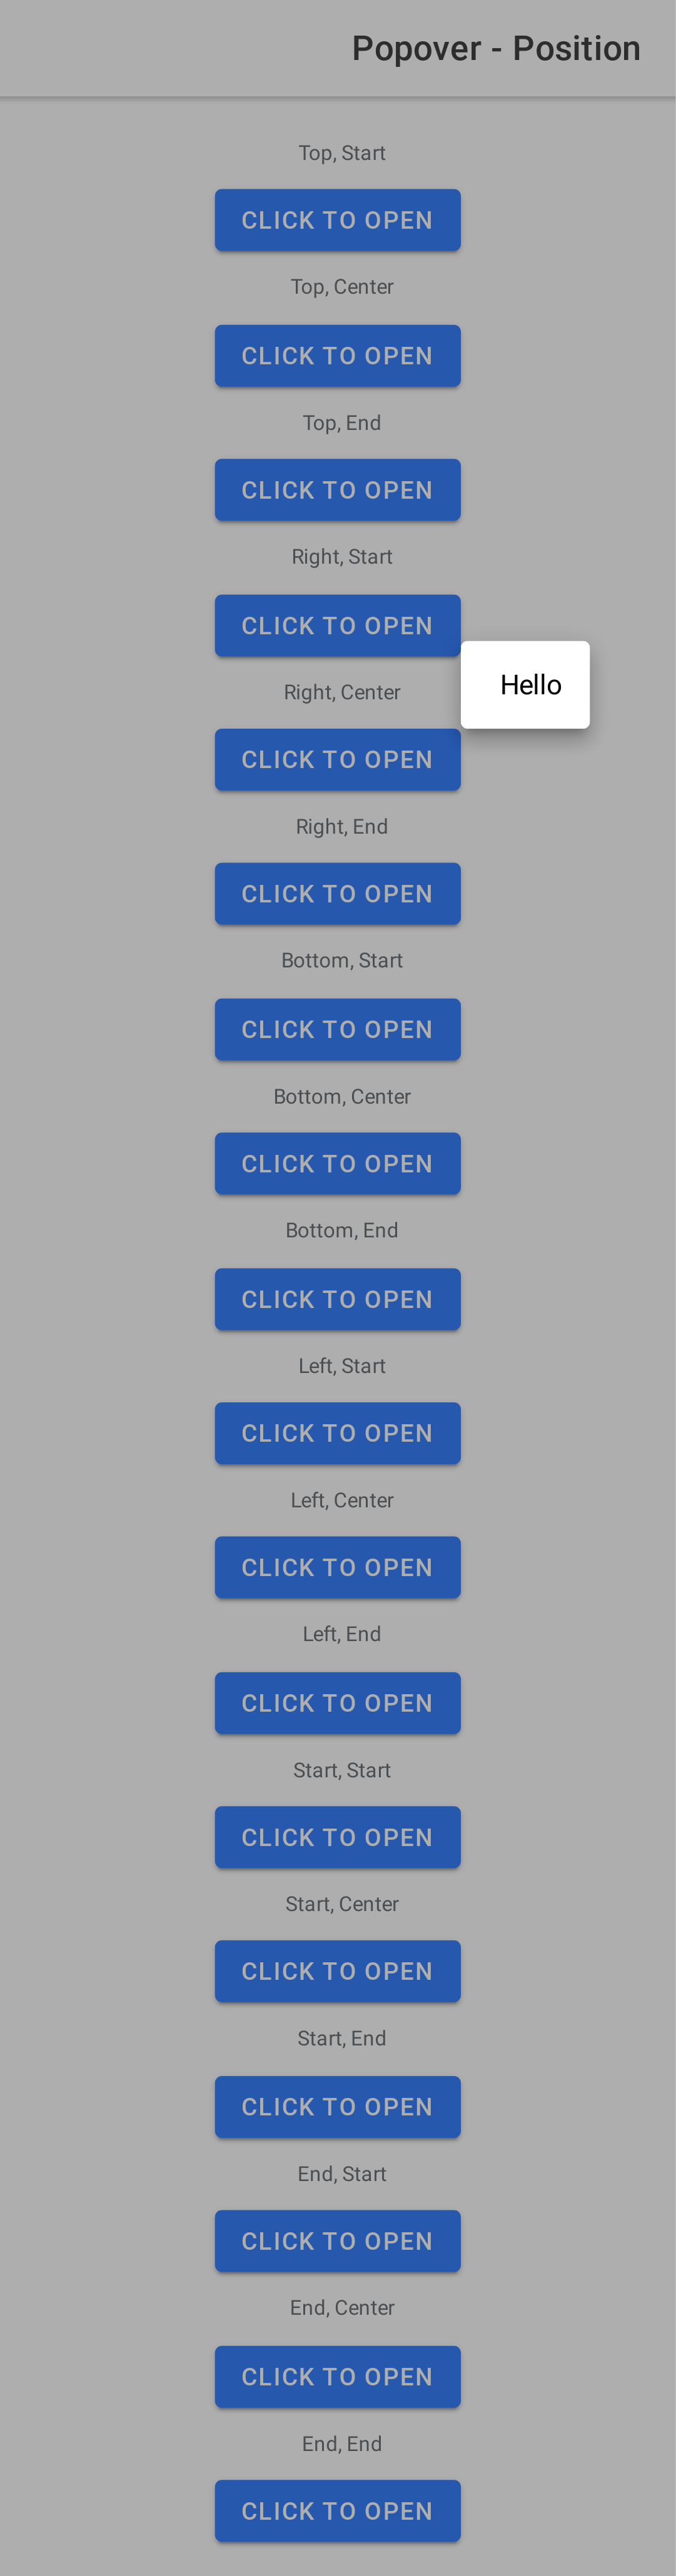 Popover - Position
Top, Start
CLICK TO OPEN
Top, Center
CLICK TO OPEN
Top, End
CLICK TO OPEN
Right, Start
CLICK TO OPEN
Hello
Right, Center
CLICK TO OPEN
Right, End
CLICK TO OPEN
Bottom, Start
CLICK TO OPEN
Bottom, Center
CLICK TO OPEN
Bottom, End
CLICK TO OPEN
Left, Start
CLICK TO OPEN
Left, Center
CLICK TO OPEN
Left, End
CLICK TO OPEN
Start, Start
CLICK TO OPEN
Start, Center
CLICK TO OPEN
Start, End
CLICK TO OPEN
End, Start
CLICK TO OPEN
End, Center
CLICK TO OPEN
End, End
CLICK TO OPEN